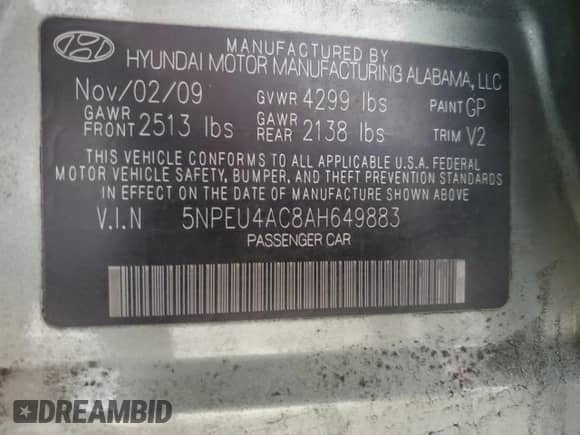 MANUFACTURED BY
HYUNDAI MOTOR MANUFACTURING ALABAMA, LLC
Nov/02/09 GVWR 4299 lbs PAINT GP
GAWR FRONT 2513 lbs GAWR REAR 2138 lbs TRIM V2
THIS VEHICLE CONFORMS TO ALL APPLICABLE U.S.A. FEDERAL
MOTOR VEHICLE SAFETY, BUMPER, AND THEFT PREVENTION STANDARDS
IN EFFECT ON THE DATE OF MANUFACTURE SHOWN ABOVE.
V.I.N 5NPEU4AC8AH649883
PASSENGER CAR
DREAMBID